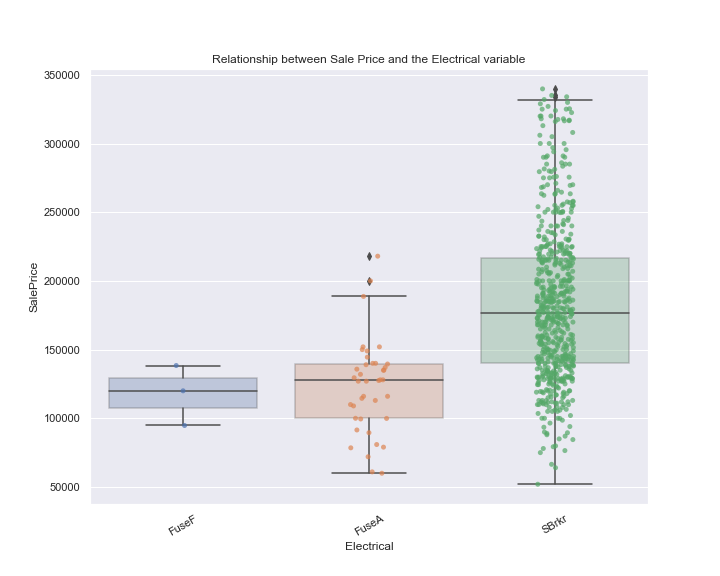 Relationship between Sale Price and the Electrical variable
350000
300000
250000
200000
150000
100000
50000
SalePrice
FuseF
FuseA
SBrkr
Electrical